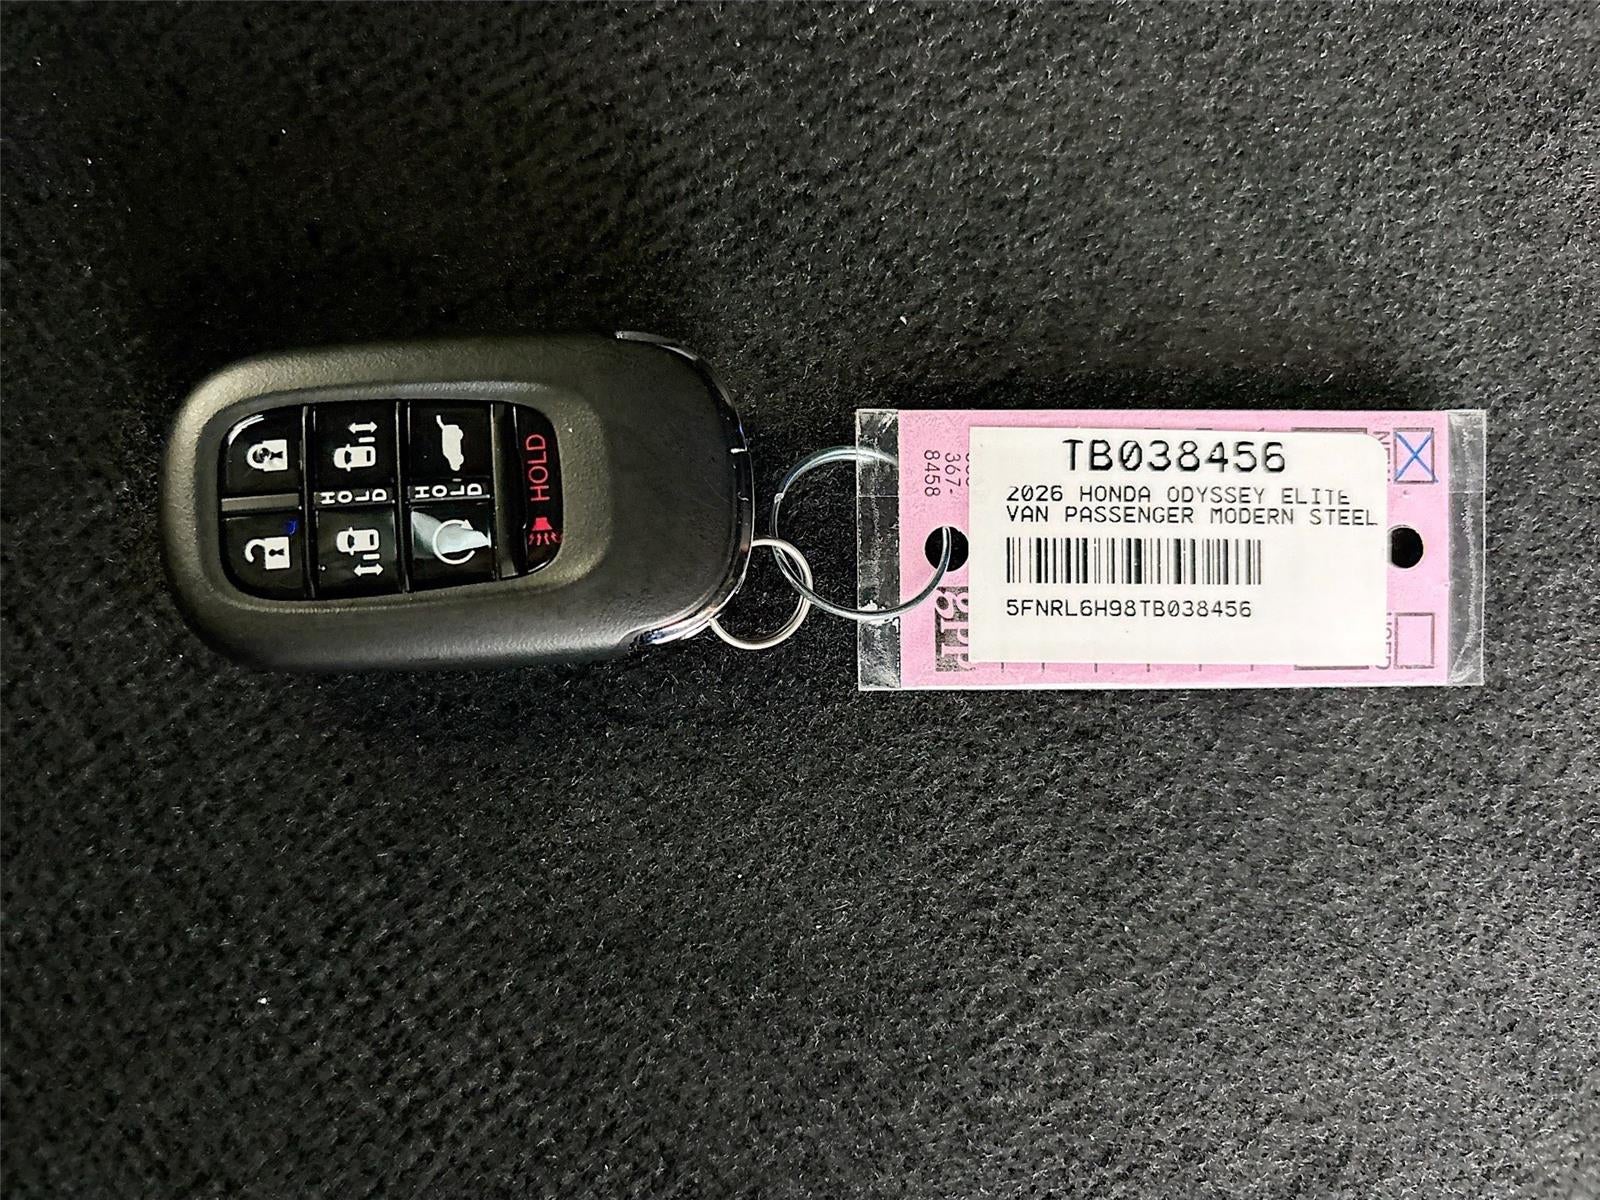 TB038456
2026 HONDA ODYSSEY ELITE
VAN PASSENGER MODERN STEEL
5FNRL6H98TB038456
HOLD
HOLD
HOLD
367-
8458